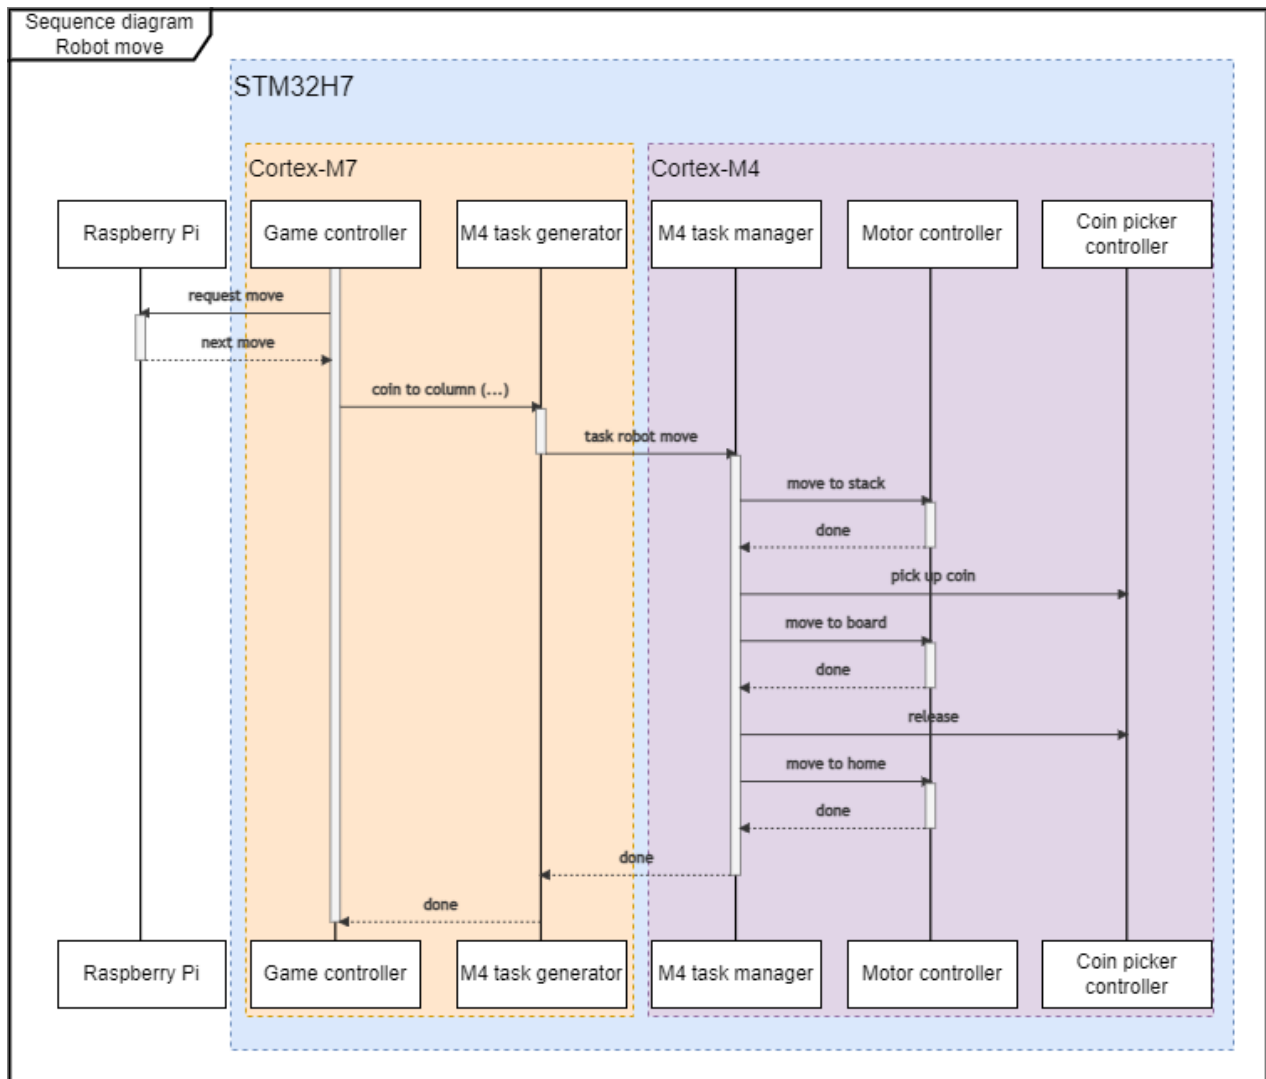 Sequence diagram
Robot move
STM32H7
Cortex-M7
Cortex-M4
Raspberry Pi
Game controller
M4 task generator
M4 task manager
Motor controller
Coin picker
controller
request move
next move
coin to column (...)
task robot move
move to stack
done
pick up coin
move to board
done
release
move to home
done
done
done
Raspberry Pi
Game controller
M4 task generator
M4 task manager
Motor controller
Coin picker
controller